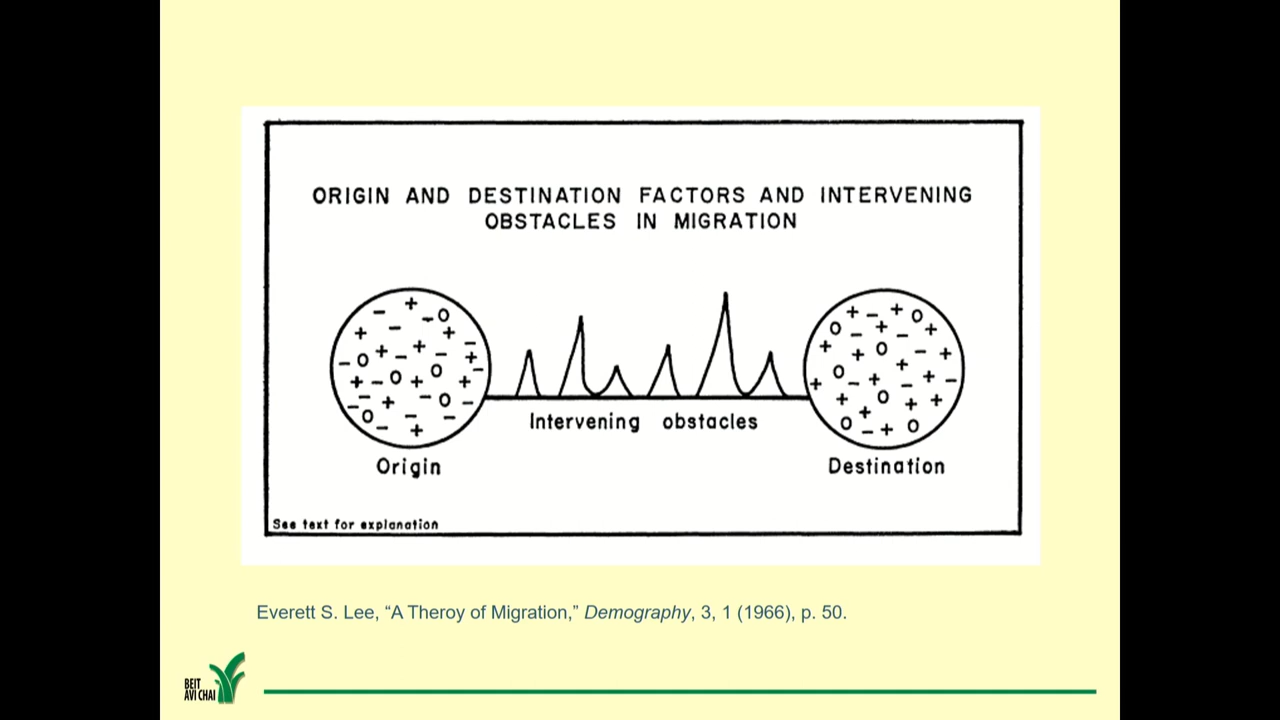 ORIGIN AND DESTINATION FACTORS AND INTERVENING
OBSTACLES IN MIGRATION
Intervening obstacles
Origin
Destination
See text for explanation
Everett S. Lee, “A Theroy of Migration,” Demography, 3, 1 (1966), p. 50.
BEIT
AVI CHAI